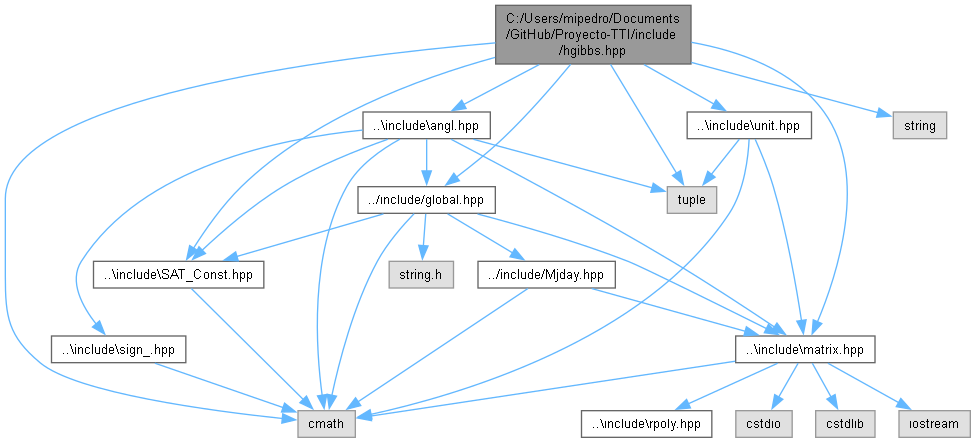 C:/Users/mipedro/Documents
/GitHub/Proyecto-TTI/include
/hgibbs.hpp
..\include\angl.hpp
..\include\unit.hpp
string
../include/global.hpp
tuple
..\include\SAT_Const.hpp
string.h
../include/Mjday.hpp
..\include\sign_.hpp
..\include\matrix.hpp
cmath
..\include\rpoly.hpp
cstdio
cstdlib
iostream